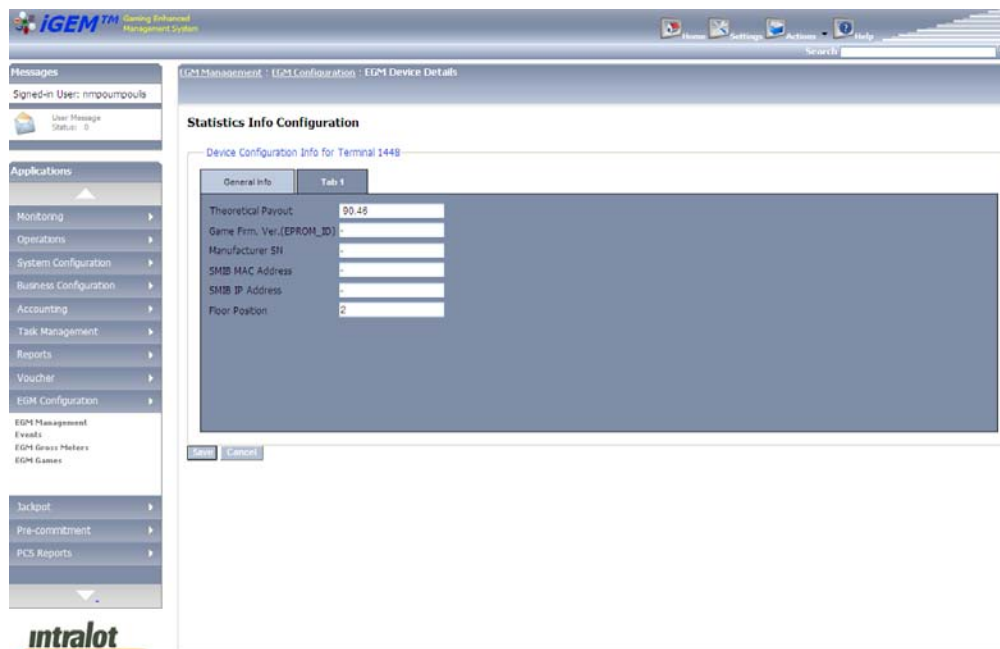 iGEM™ Gaming Enhanced
Management System
Home Settings Actions Help
Search
Messages
Signed-in User: nmpoumpoula
User Message
Status: 0
Applications
Monitoring
Operations
System Configuration
Business Configuration
Accounting
Task Management
Reports
Voucher
EGM Configuration
EGM Management
Events
EGM Gross Meters
EGM Games
Jackpot
Pre-commitment
PCS Reports
intralot
EGM Management : EGM Configuration : EGM Device Details
Statistics Info Configuration
Device Configuration Info for Terminal 1448
General Info Tab 1
Theoretical Payout 90.46
Game Frm. Ver.(EPROM_ID) -
Manufacturer SN -
SMIB MAC Address -
SMIB IP Address -
Floor Position 2
Save Cancel